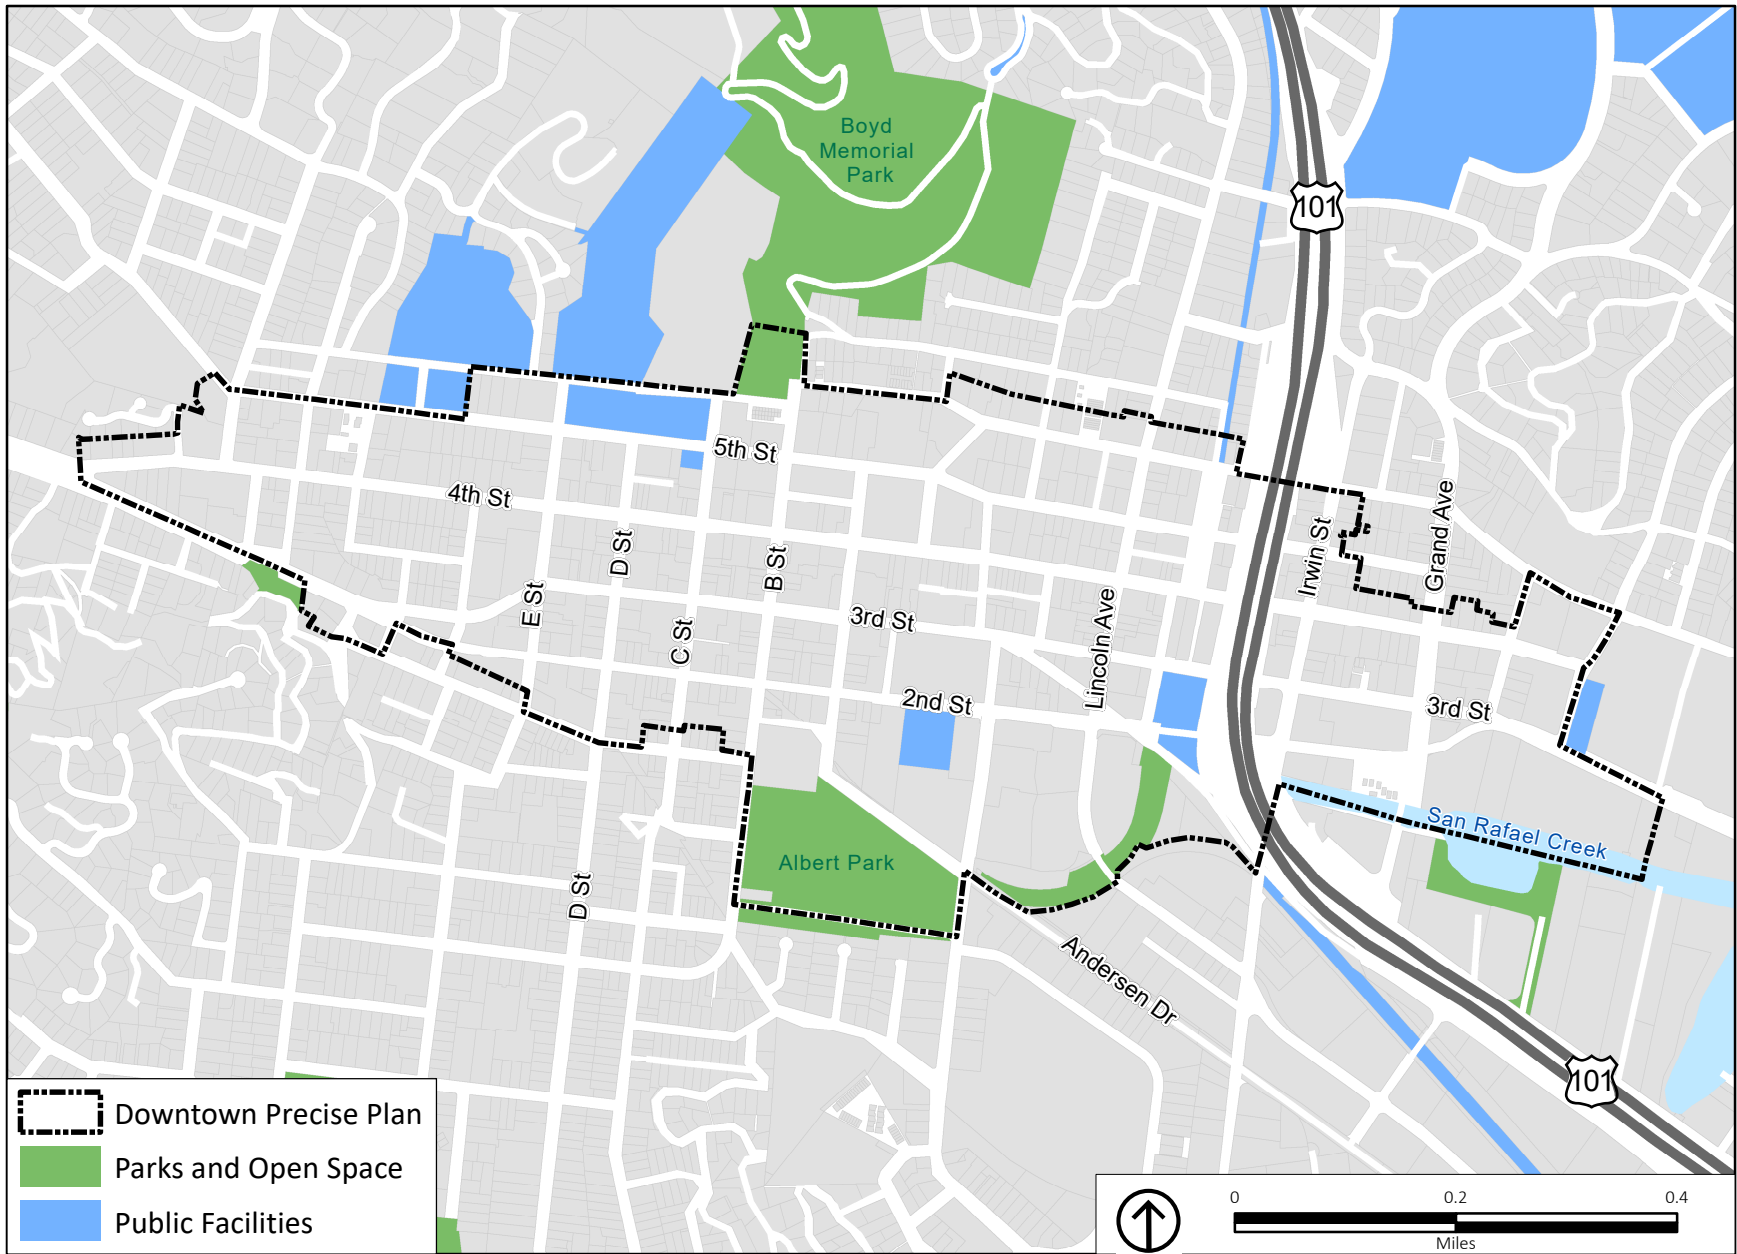 Boyd
Memorial
Park
101
5th St
4th St
Grand Ave
D St
B St
Irwin St
E St
C St
3rd St
Lincoln Ave
2nd St
3rd St
San Rafael Creek
Albert Park
D St
Andersen Dr
101
Downtown Precise Plan
Parks and Open Space
Public Facilities
0 0.2 0.4
Miles